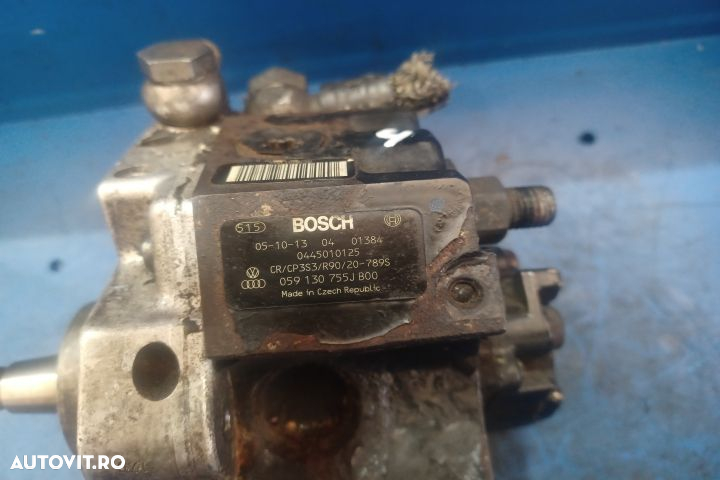 515 BOSCH
05-10-13 04 01384
0445010125
CR/CP3S3/R90/20-789S
059 130 755J B00
Made in Czech Republic
AUTOVIT.RO